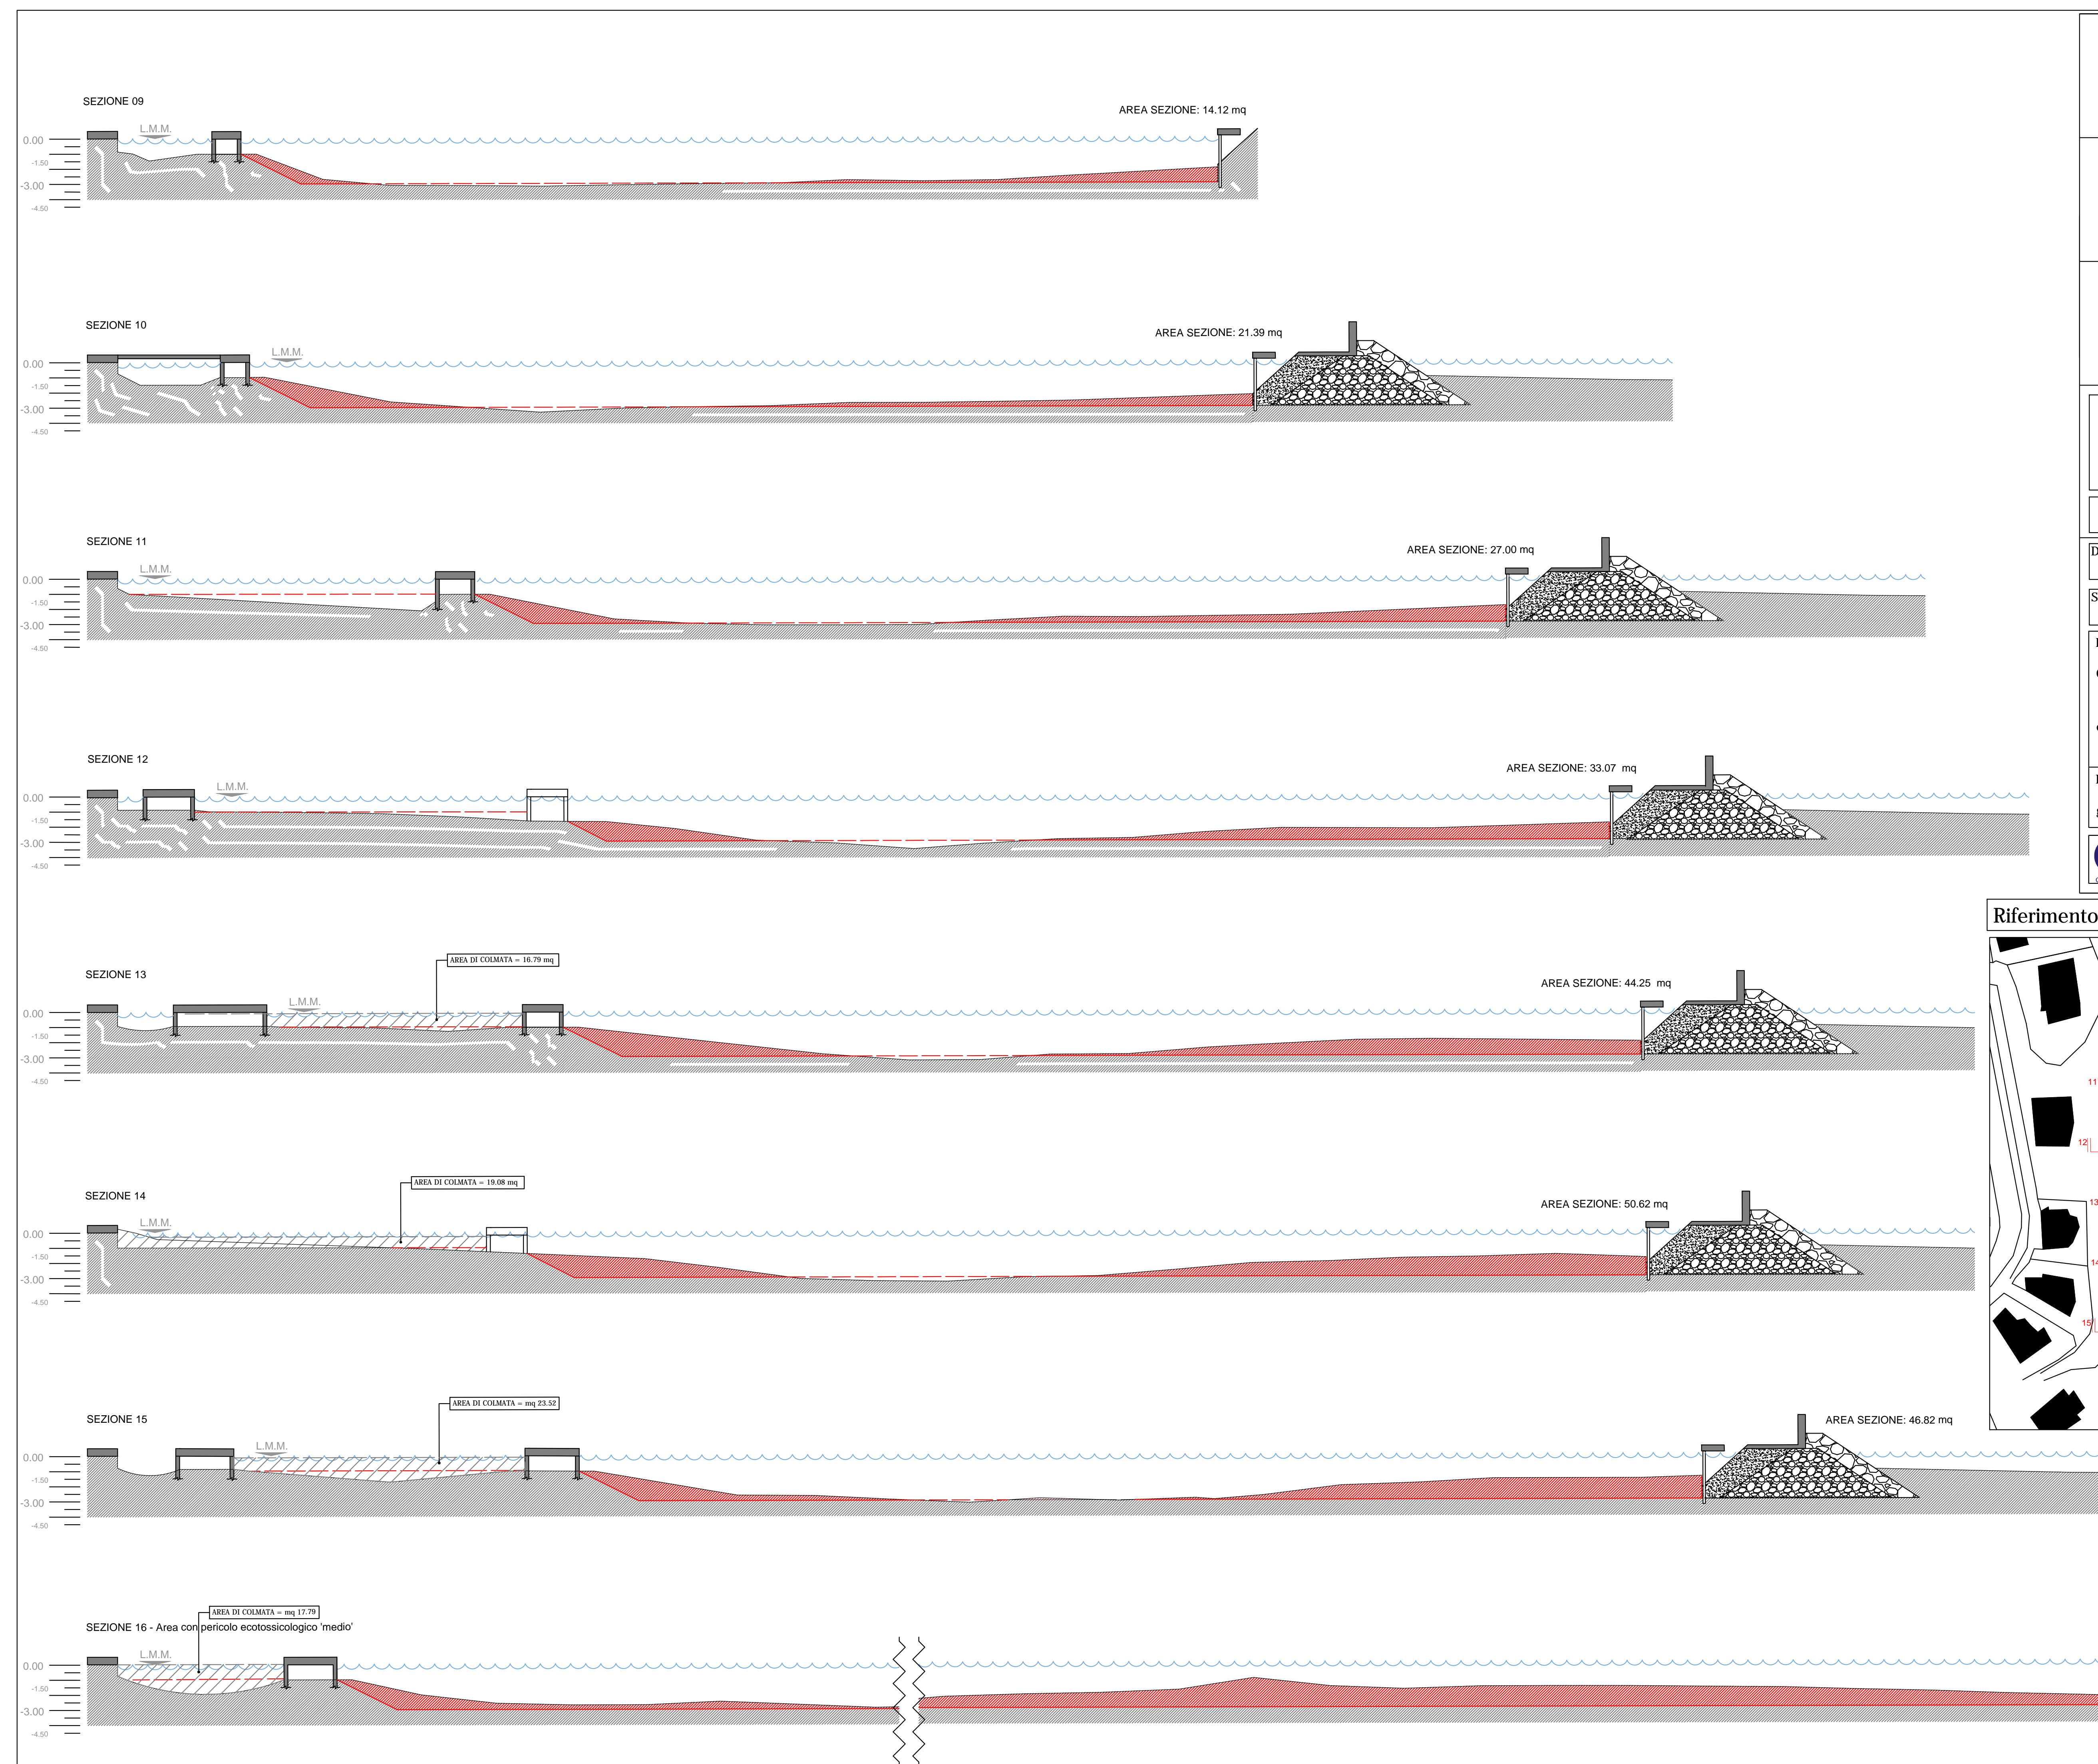 SEZIONE 09
AREA SEZIONE: 14.12 mq
L.M.M.
0.00
-1.50
-3.00
-4.50
SEZIONE 10
AREA SEZIONE: 21.39 mq
L.M.M.
0.00
-1.50
-3.00
-4.50
SEZIONE 11
AREA SEZIONE: 27.00 mq
L.M.M.
0.00
-1.50
-3.00
-4.50
SEZIONE 12
AREA SEZIONE: 33.07 mq
L.M.M.
0.00
-1.50
-3.00
-4.50
Riferimento
AREA DI COLMATA = 16.79 mq
SEZIONE 13
AREA SEZIONE: 44.25 mq
L.M.M.
0.00
-1.50
-3.00
-4.50
11
12
13
14
15
AREA DI COLMATA = 19.08 mq
SEZIONE 14
AREA SEZIONE: 50.62 mq
L.M.M.
0.00
-1.50
-3.00
-4.50
AREA DI COLMATA = mq 23.52
SEZIONE 15
AREA SEZIONE: 46.82 mq
L.M.M.
0.00
-1.50
-3.00
-4.50
AREA DI COLMATA = mq 17.79
SEZIONE 16 - Area con pericolo ecotossicologico 'medio'
L.M.M.
0.00
-1.50
-3.00
-4.50